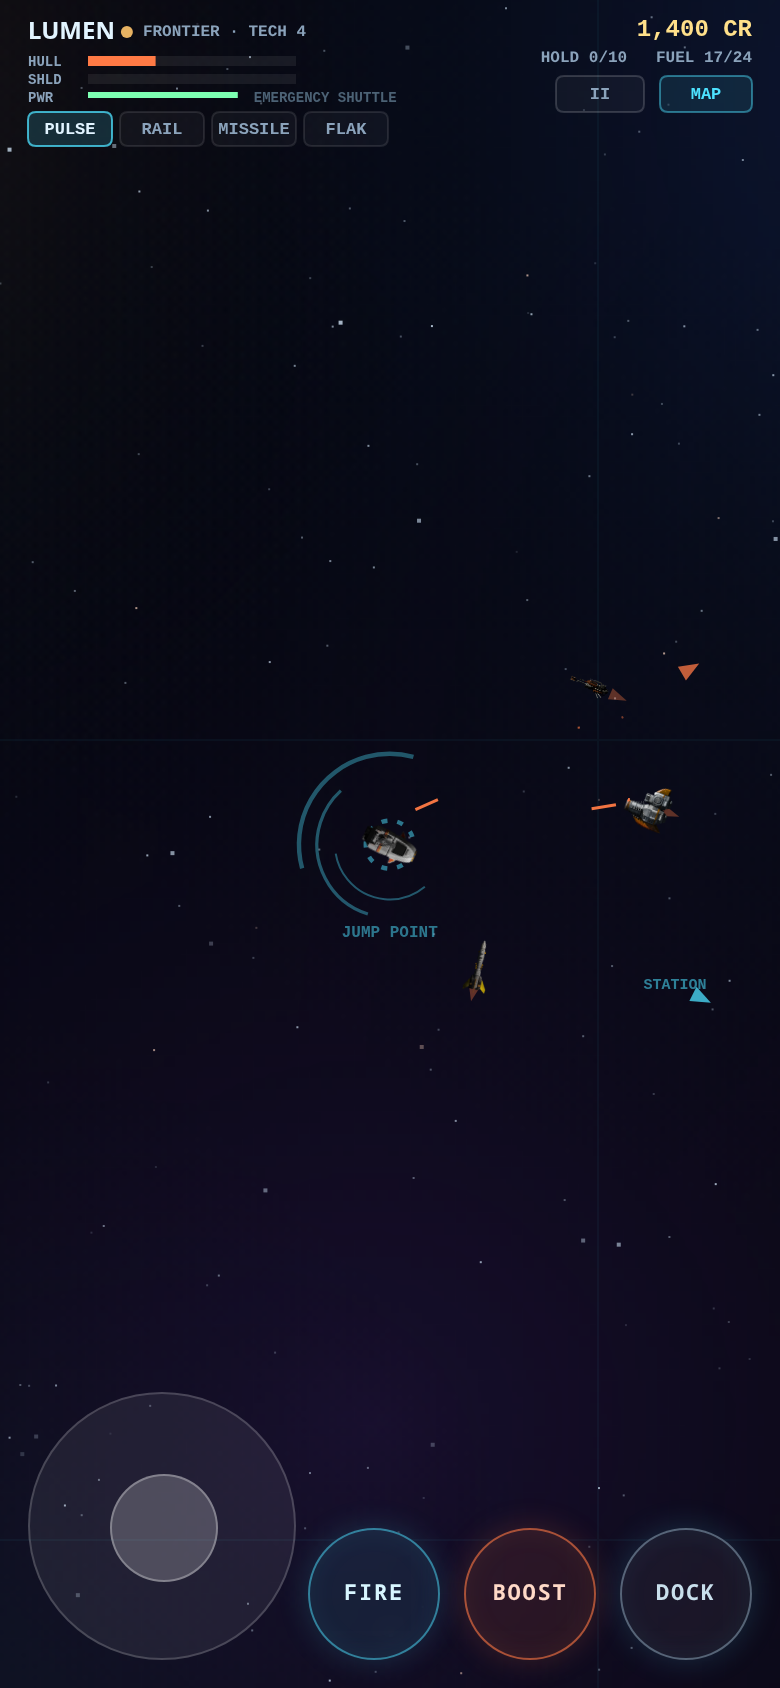 LUMEN FRONTIER · TECH 4
1,400 CR
HULL
HOLD 0/10 FUEL 17/24
SHLD
PWR EMERGENCY SHUTTLE
II MAP
PULSE RAIL MISSILE FLAK
JUMP POINT
STATION
FIRE BOOST DOCK